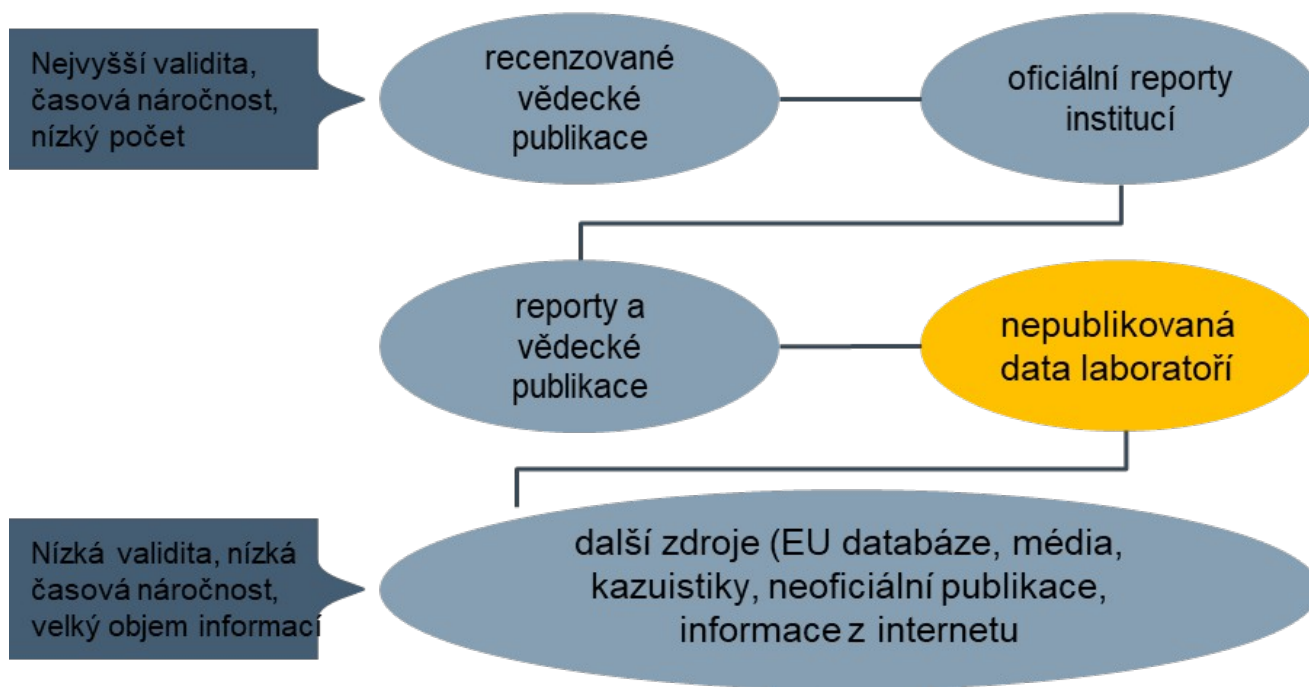 Nejvyšší validita,
časová náročnost,
nízký počet
recenzované
vědecké
publikace
oficiální reporty
institucí
reporty a
vědecké
publikace
nepublikovaná
data laboratoří
Nízká validita, nízká
časová náročnost,
velký objem informací
další zdroje (EU databáze, média,
kazuistiky, neoficiální publikace,
informace z internetu